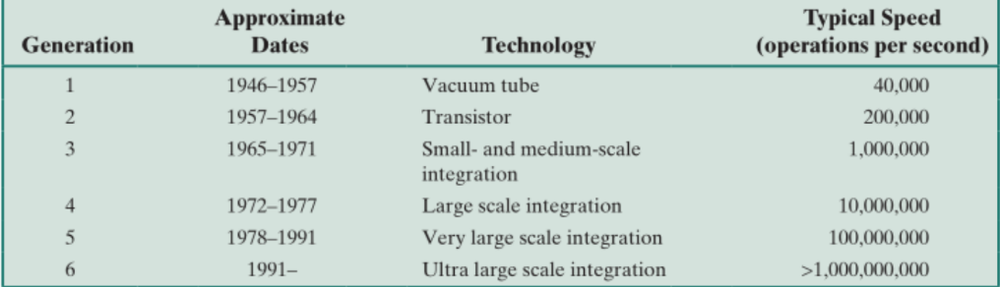 Approximate Typical Speed
Generation Dates Technology (operations per second)
1 1946–1957 Vacuum tube 40,000
2 1957–1964 Transistor 200,000
3 1965–1971 Small- and medium-scale 1,000,000
integration
4 1972–1977 Large scale integration 10,000,000
5 1978–1991 Very large scale integration 100,000,000
6 1991– Ultra large scale integration >1,000,000,000